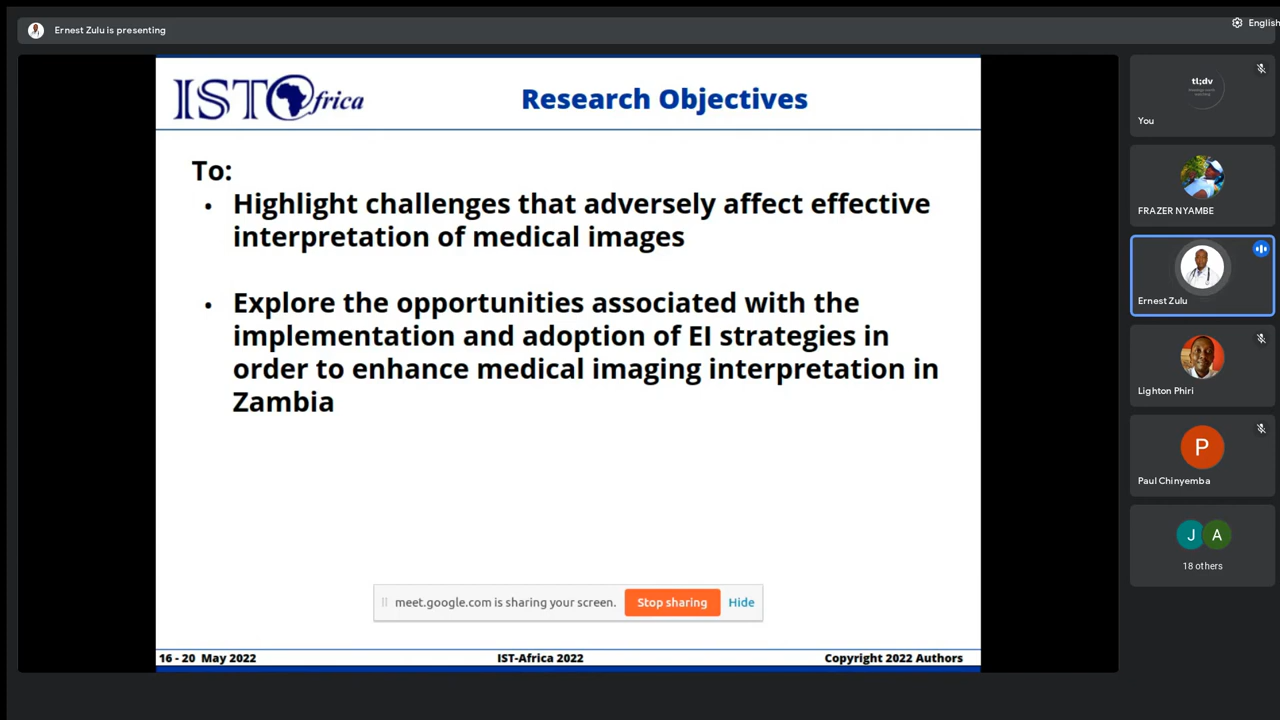 Ernest Zulu is presenting
English
IST Africa
Research Objectives
To:
• Highlight challenges that adversely affect effective
interpretation of medical images
• Explore the opportunities associated with the
implementation and adoption of EI strategies in
order to enhance medical imaging interpretation in
Zambia
meet.google.com is sharing your screen.
Stop sharing
Hide
16 - 20 May 2022
IST-Africa 2022
Copyright 2022 Authors
tl;dv
You
FRAZER NYAMBE
Ernest Zulu
Lighton Phiri
P
Paul Chinyemba
J
A
18 others